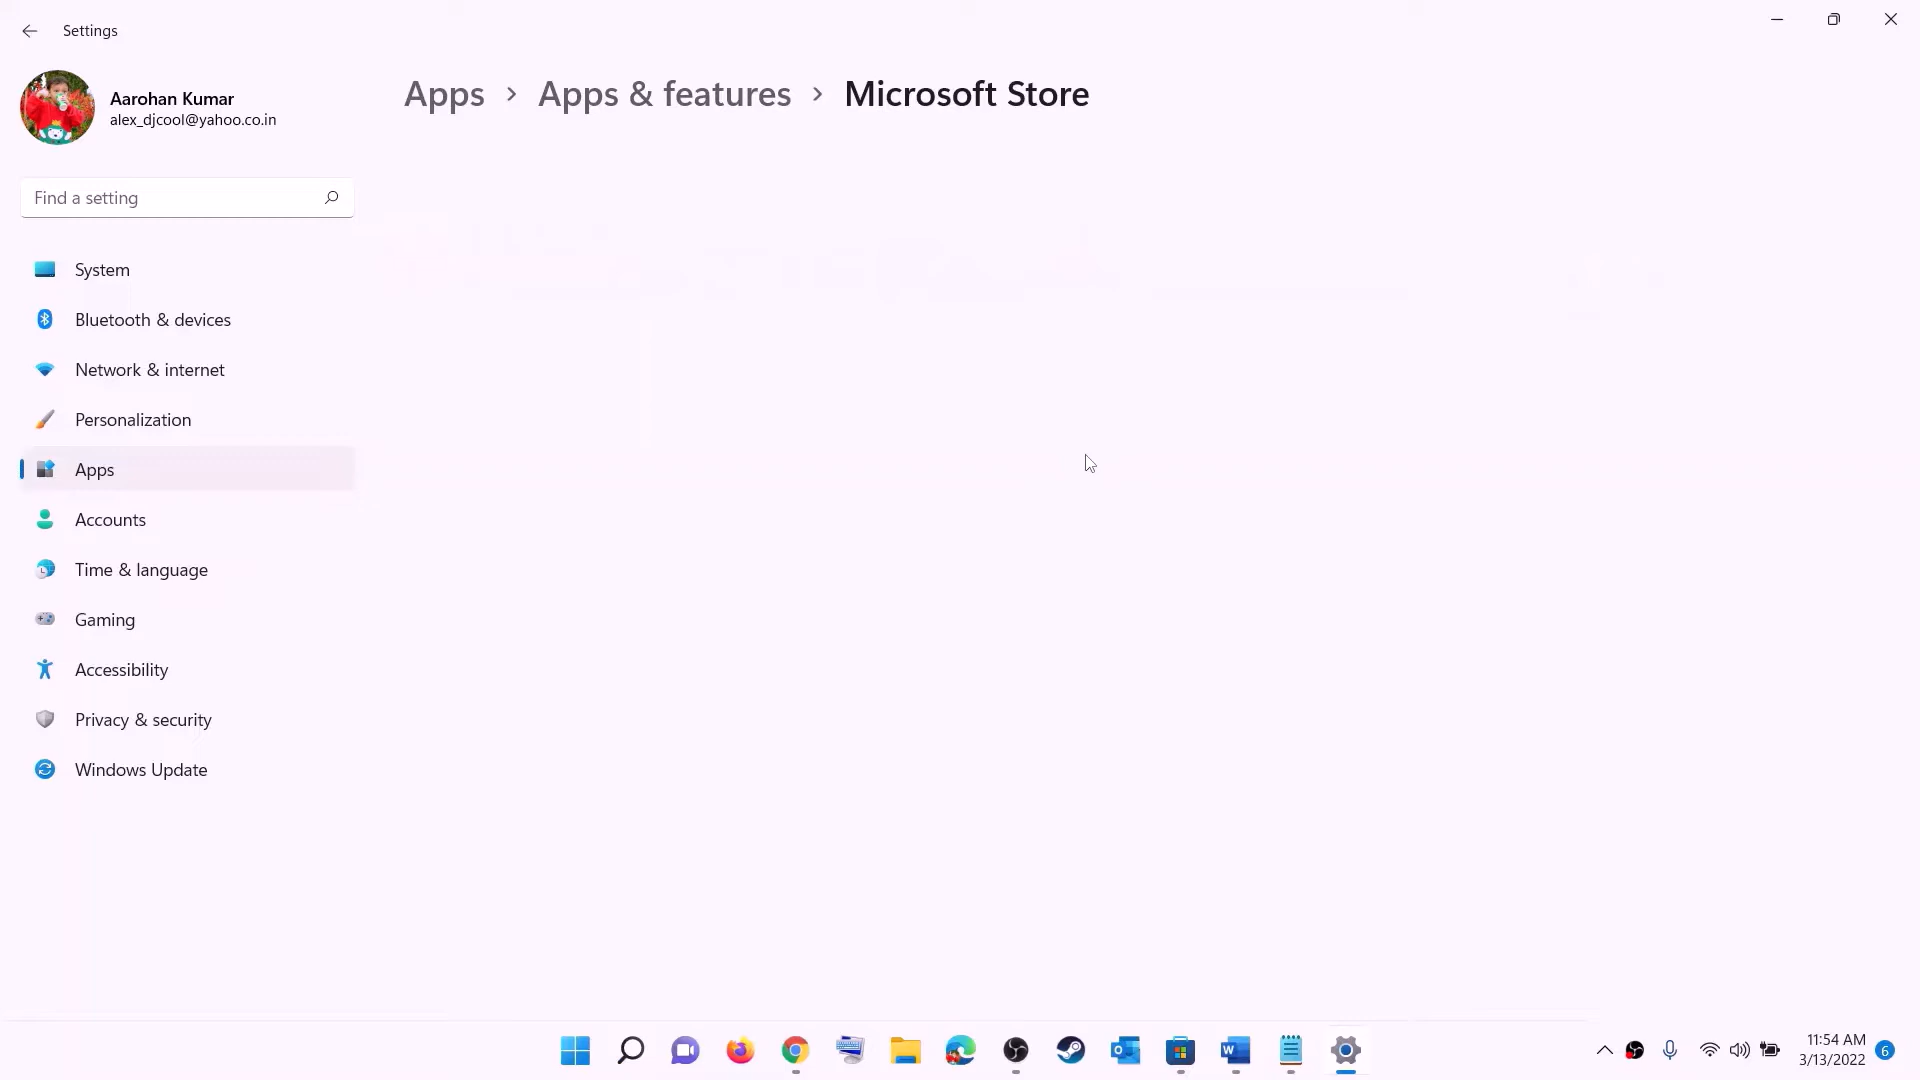 Settings
Aarohan Kumar
alex_djcool@yahoo.co.in
Apps > Apps & features > Microsoft Store
Find a setting
System
Bluetooth & devices
Network & internet
Personalization
Apps
Accounts
Time & language
Gaming
Accessibility
Privacy & security
Windows Update
11:54 AM
3/13/2022
6